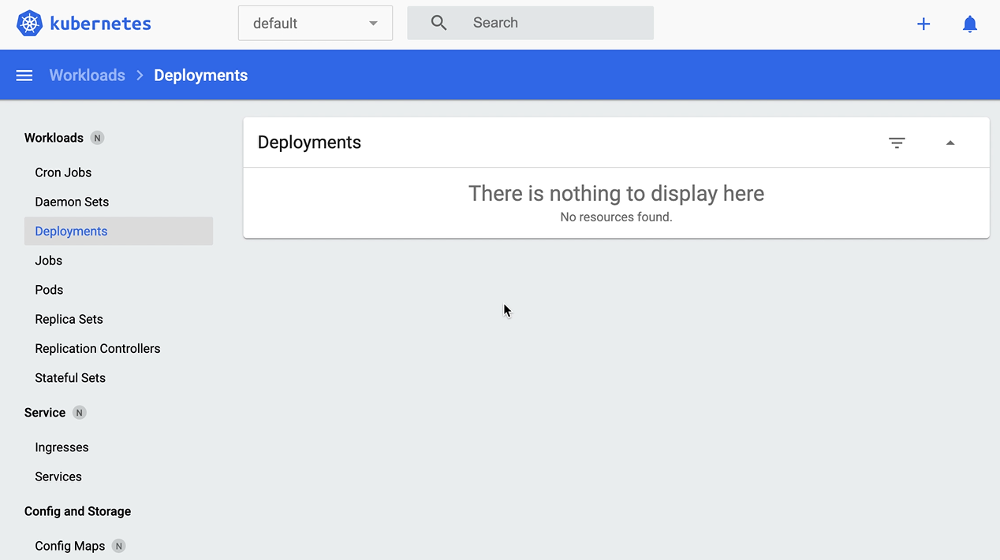 kubernetes
default
Search
Workloads
Deployments
Workloads N
Cron Jobs
Daemon Sets
Deployments
Jobs
Pods
Replica Sets
Replication Controllers
Stateful Sets
Service N
Ingresses
Services
Config and Storage
Config Maps N
Deployments
There is nothing to display here
No resources found.